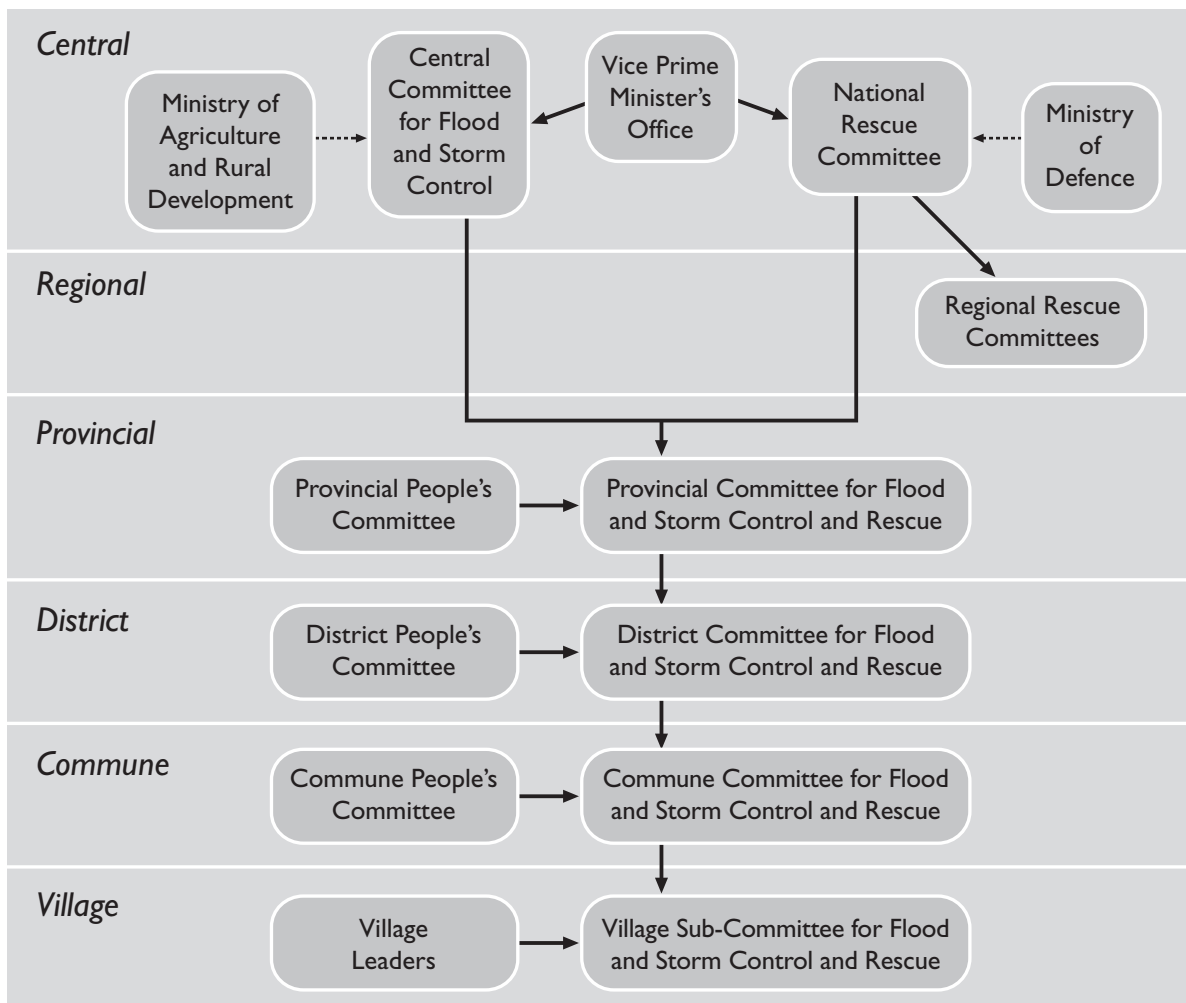 Central
Ministry of
Agriculture
and Rural
Development
Central
Committee
for Flood
and Storm
Control
Vice Prime
Minister's
Office
National
Rescue
Committee
Ministry
of
Defence
Regional
Regional Rescue
Committees
Provincial
Provincial People's
Committee
Provincial Committee for Flood
and Storm Control and Rescue
District
District People's
Committee
District Committee for Flood
and Storm Control and Rescue
Commune
Commune People's
Committee
Commune Committee for Flood
and Storm Control and Rescue
Village
Village
Leaders
Village Sub-Committee for Flood
and Storm Control and Rescue